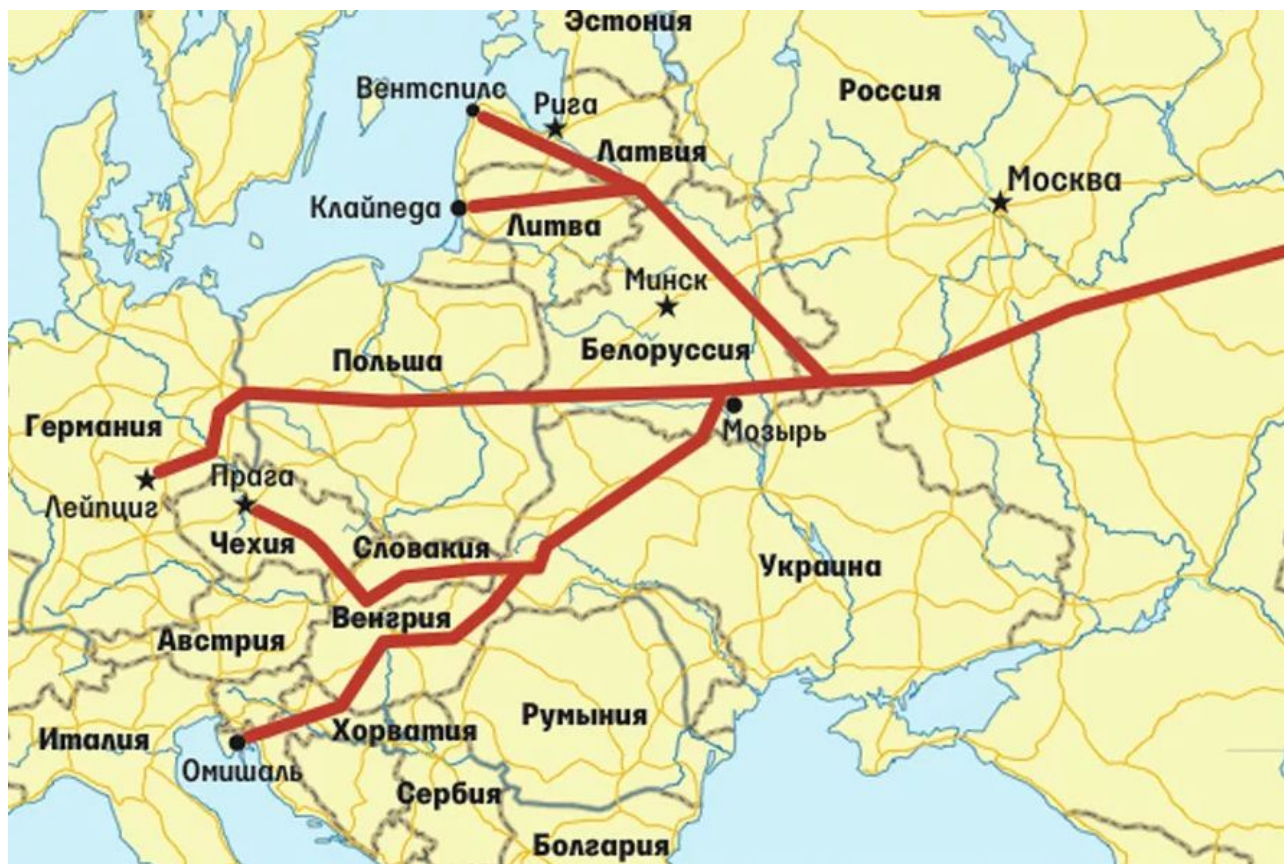 Эстония
Вентспилс
Рига
Россия
Латвия
Москва
Клайпеда
Литва
Минск
Белоруссия
Польша
Германия
Мозырь
Прага
Лейпциг
Чехия
Словакия
Украина
Венгрия
Австрия
Румыния
Хорватия
Италия
Омишаль
Сербия
Болгария